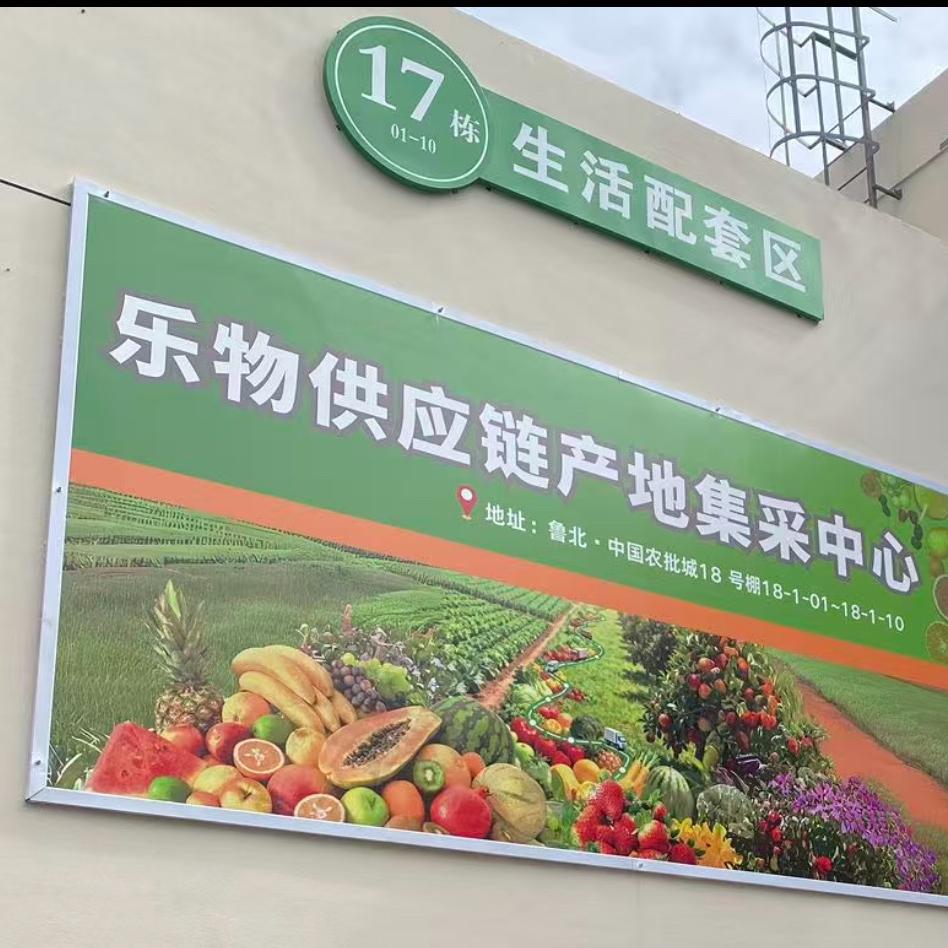 17栋
01-10
生活配套区
乐物供应链产地集采中心
地址：鲁北·中国农批城18 号棚18-1-01~18-1-10